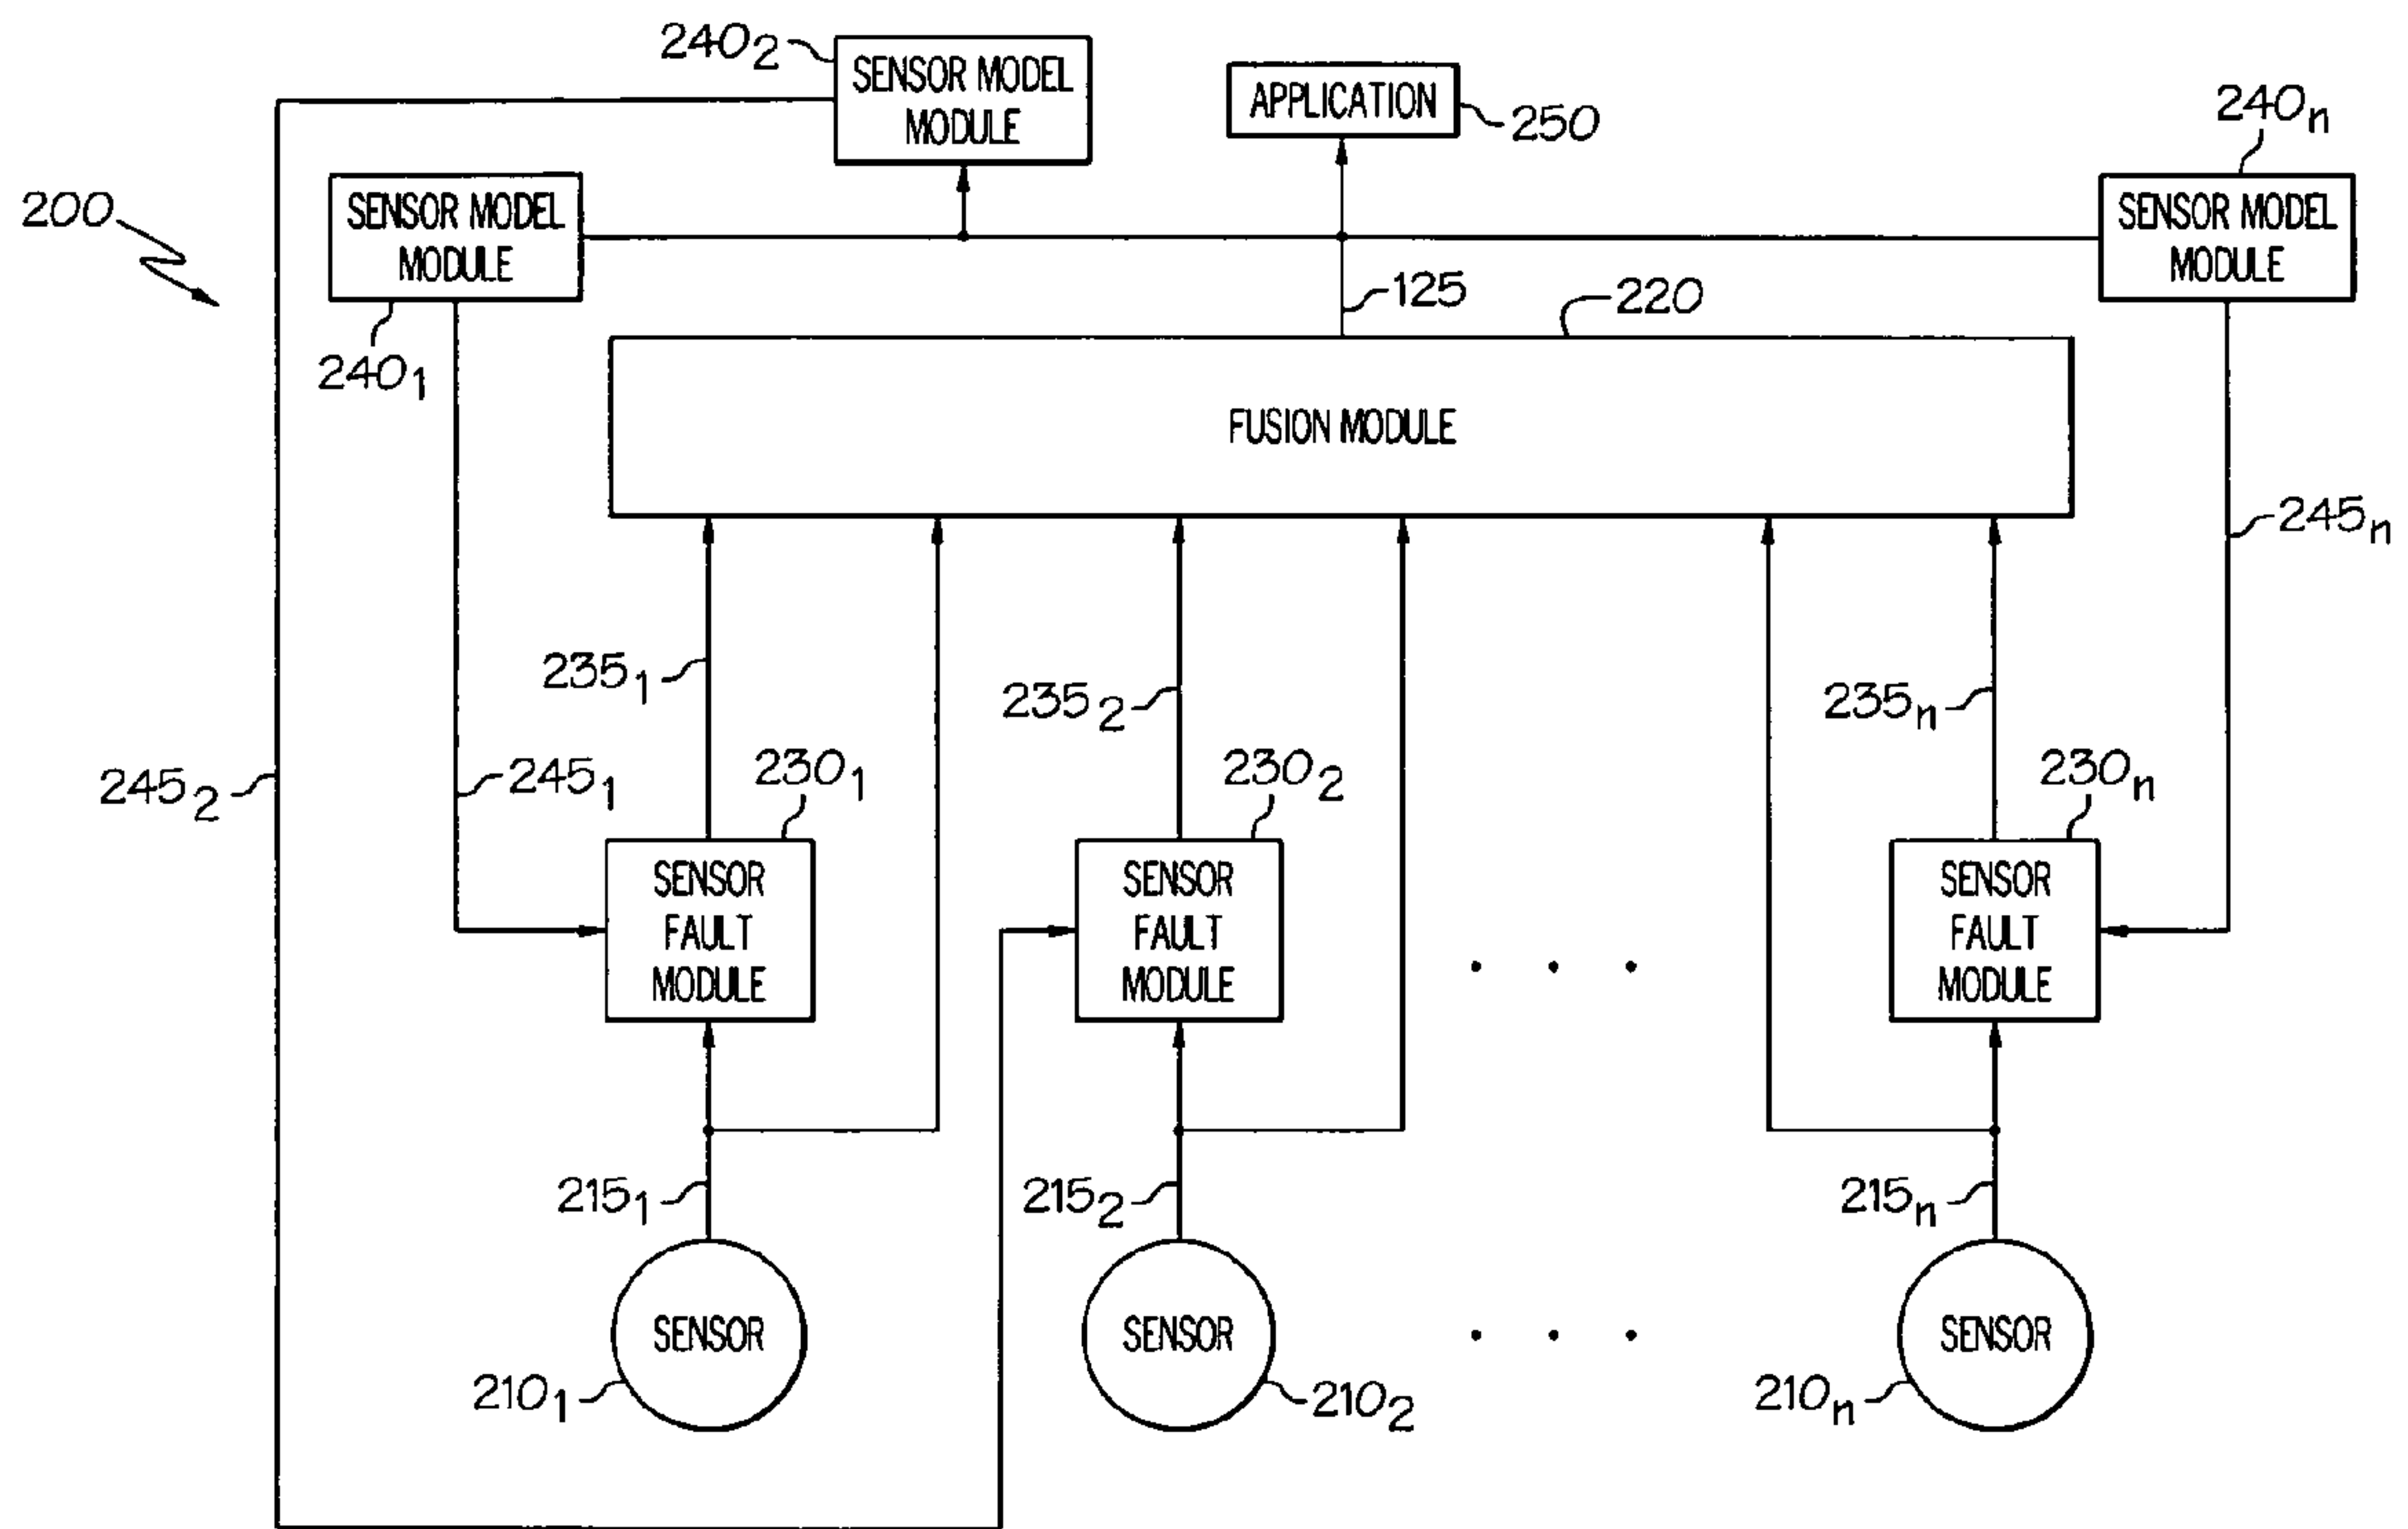 240₂
SENSOR MODEL
MODULE
APPLICATION
250
240ₙ
200
SENSOR MODEL
MODULE
SENSOR MODEL
MODULE
240₁
125
220
FUSION MODULE
245ₙ
235₁
235₂
235ₙ
245₂
245₁
230₁
230₂
230ₙ
SENSOR
FAULT
MODULE
SENSOR
FAULT
MODULE
SENSOR
FAULT
MODULE
. . .
215₁
215₂
215ₙ
SENSOR
SENSOR
. . .
SENSOR
210₁
210₂
210ₙ